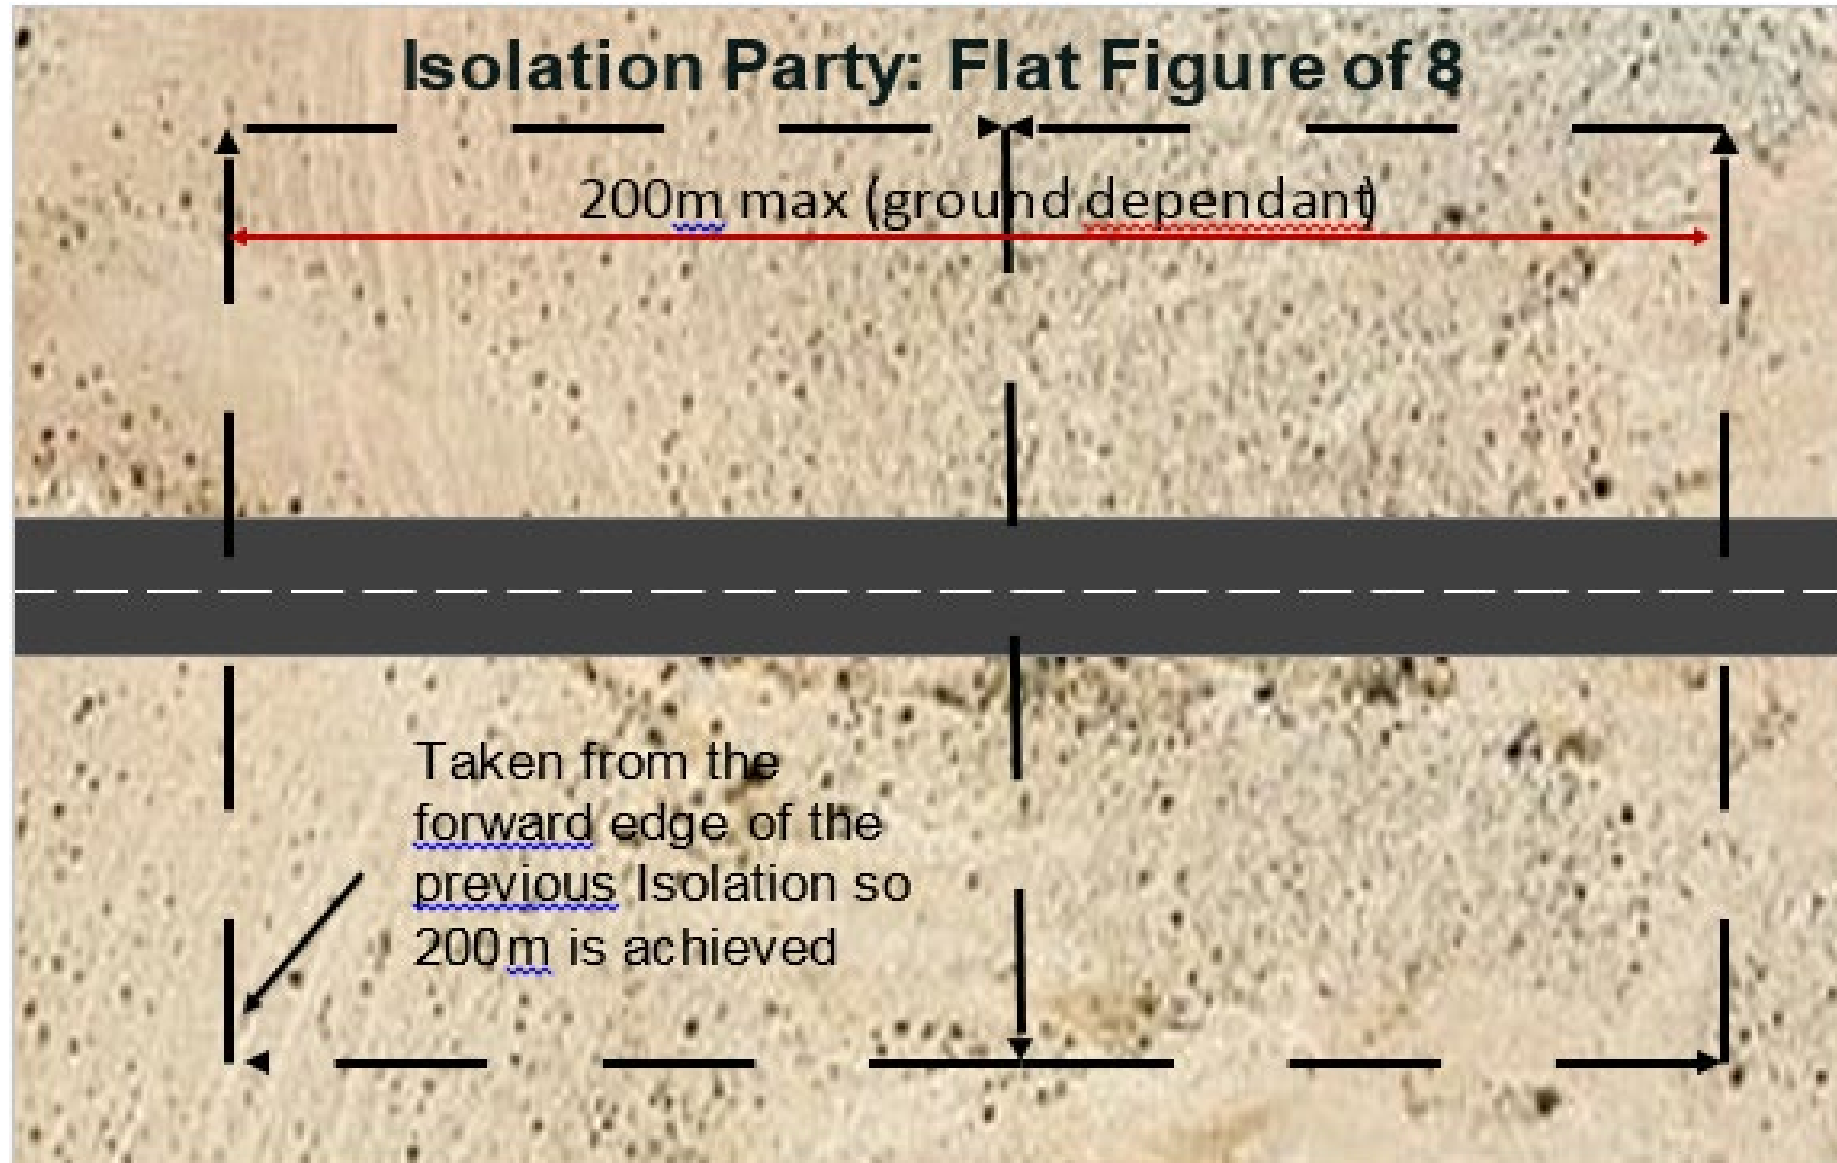 Isolation Party: Flat Figure of 8
200m max (ground dependant)
Taken from the
forward edge of the
previous Isolation so
200m is achieved